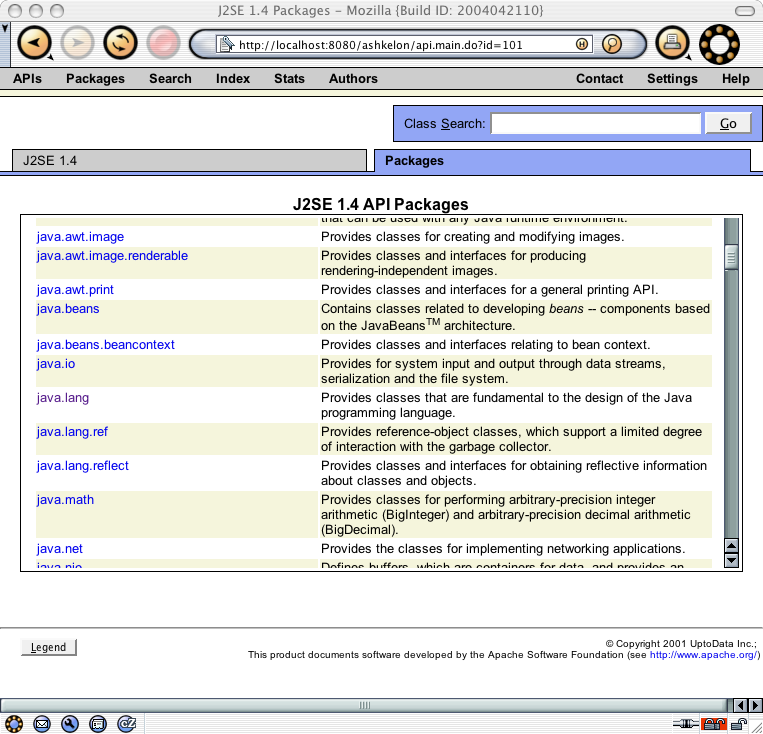 J2SE 1.4 Packages – Mozilla {Build ID: 2004042110}
http://localhost:8080/ashkelon/api.main.do?id=101
APIs Packages Search Index Stats Authors Contact Settings Help
Class Search: Go
J2SE 1.4 Packages
J2SE 1.4 API Packages
that can be used with any Java runtime environment.
java.awt.image Provides classes for creating and modifying images.
java.awt.image.renderable Provides classes and interfaces for producing
rendering-independent images.
java.awt.print Provides classes and interfaces for a general printing API.
java.beans Contains classes related to developing beans -- components based
on the JavaBeansTM architecture.
java.beans.beancontext Provides classes and interfaces relating to bean context.
java.io Provides for system input and output through data streams,
serialization and the file system.
java.lang Provides classes that are fundamental to the design of the Java
programming language.
java.lang.ref Provides reference-object classes, which support a limited degree
of interaction with the garbage collector.
java.lang.reflect Provides classes and interfaces for obtaining reflective information
about classes and objects.
java.math Provides classes for performing arbitrary-precision integer
arithmetic (BigInteger) and arbitrary-precision decimal arithmetic
(BigDecimal).
java.net Provides the classes for implementing networking applications.
java.nio Defines buffers, which are containers for data, and provides an
Legend
© Copyright 2001 UptoData Inc.;
This product documents software developed by the Apache Software Foundation (see http://www.apache.org/)